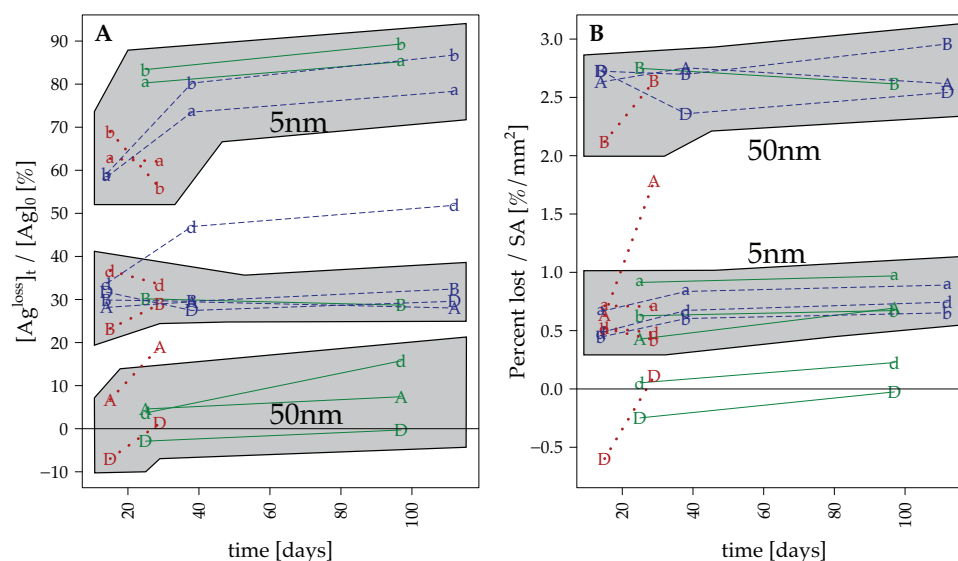 A
B
90
80
70
60
50
40
30
20
10
0
−10
[Ag^loss]_t / [Ag]_0 [%]
5nm
50nm
b b
a a
b b b
a a
b a
a b
d d d
d d
B B
A A
D D
A A
d d
D D
20
40
60
80
100
time [days]
3.0
2.5
2.0
1.5
1.0
0.5
0.0
−0.5
Percent lost / SA [%/mm²]
50nm
5nm
B B
A A
D D
a a
b b
d d
A A
D D
20
40
60
80
100
time [days]